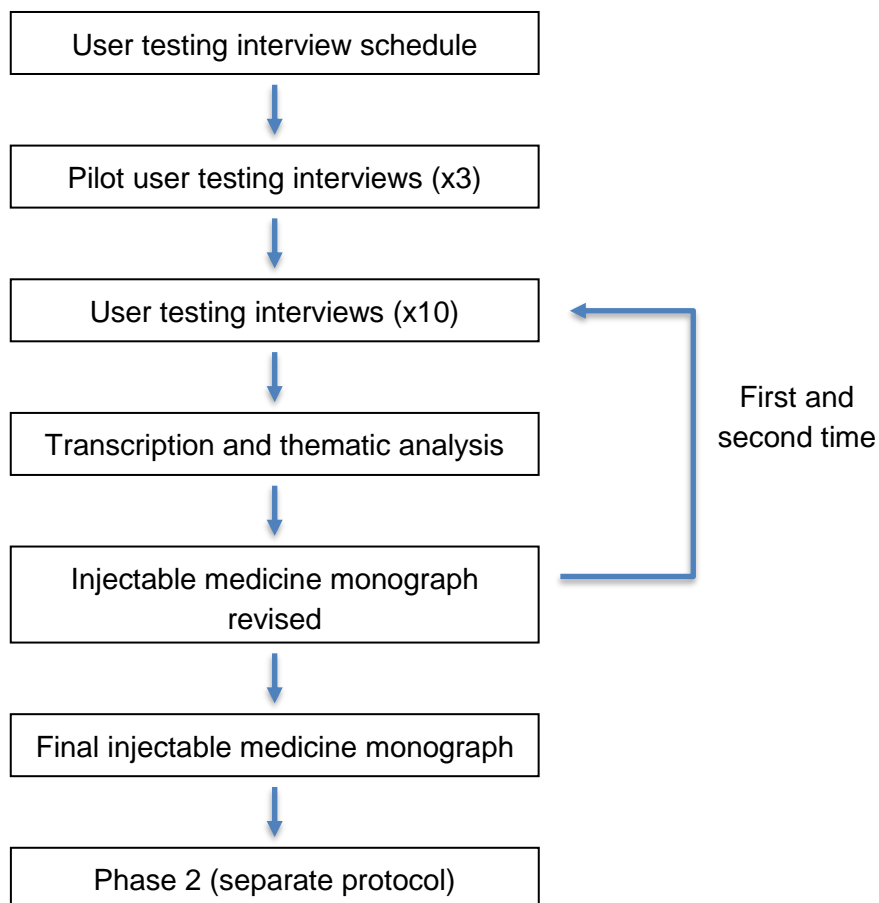 User testing interview schedule
Pilot user testing interviews (x3)
User testing interviews (x10)
First and
second time
Transcription and thematic analysis
Injectable medicine monograph
revised
Final injectable medicine monograph
Phase 2 (separate protocol)